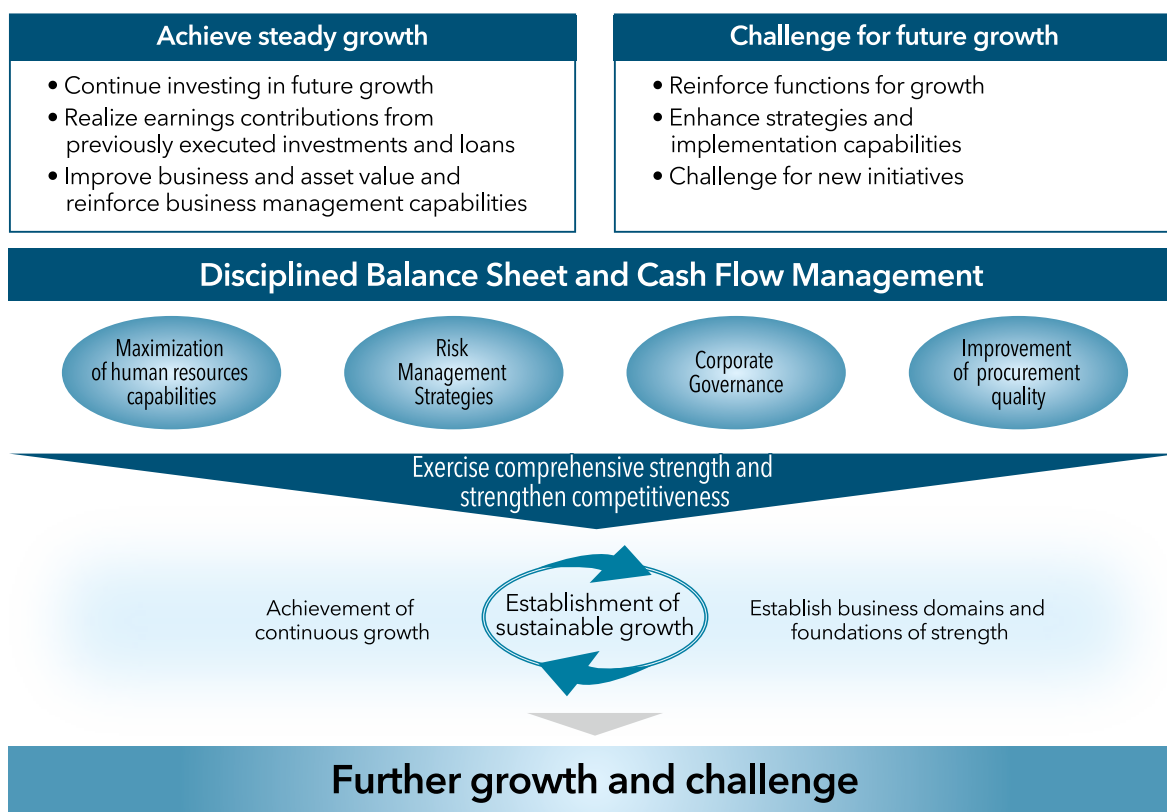 Achieve steady growth
• Continue investing in future growth
• Realize earnings contributions from
previously executed investments and loans
• Improve business and asset value and
reinforce business management capabilities
Challenge for future growth
• Reinforce functions for growth
• Enhance strategies and
implementation capabilities
• Challenge for new initiatives
Disciplined Balance Sheet and Cash Flow Management
Maximization
of human resources
capabilities
Risk
Management
Strategies
Corporate
Governance
Improvement
of procurement
quality
Exercise comprehensive strength and
strengthen competitiveness
Achievement of
continuous growth
Establishment of
sustainable growth
Establish business domains and
foundations of strength
Further growth and challenge